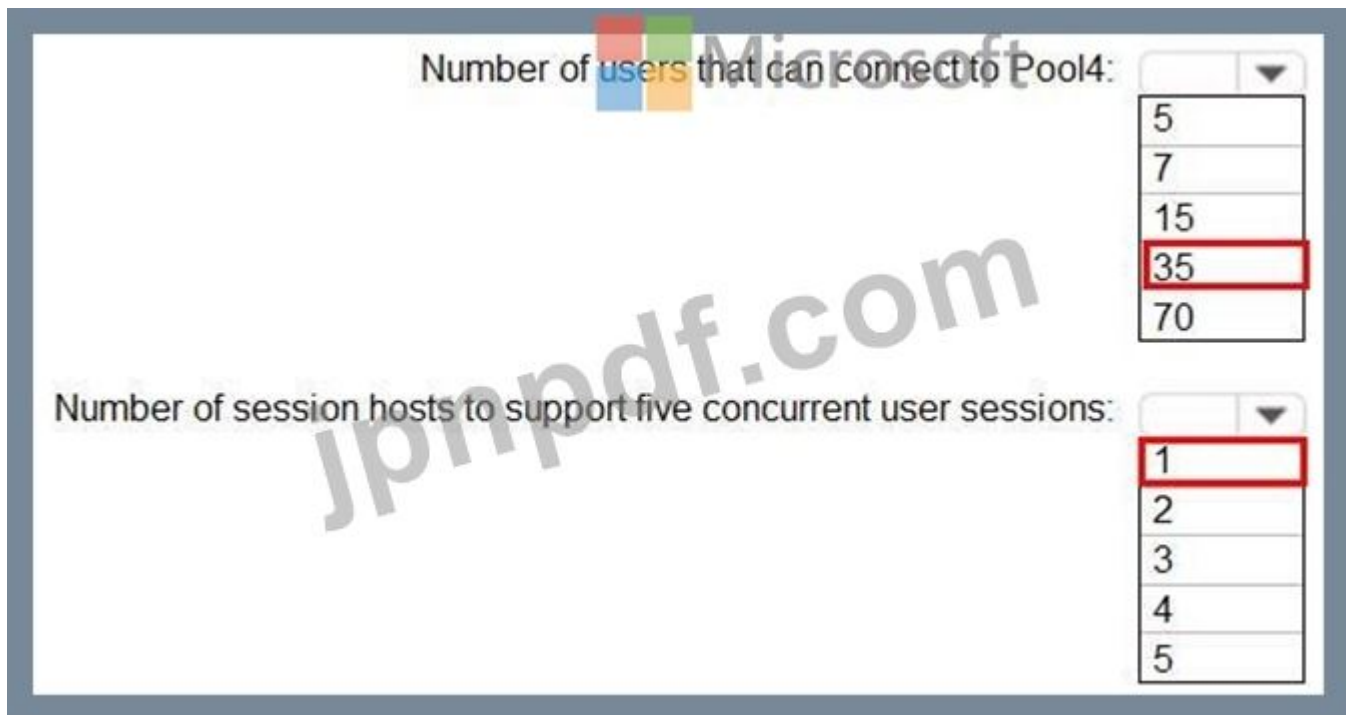 Microsoft
Number of users that can connect to Pool4:
5
7
15
35
70
jpnpdf.com
Number of session hosts to support five concurrent user sessions:
1
2
3
4
5